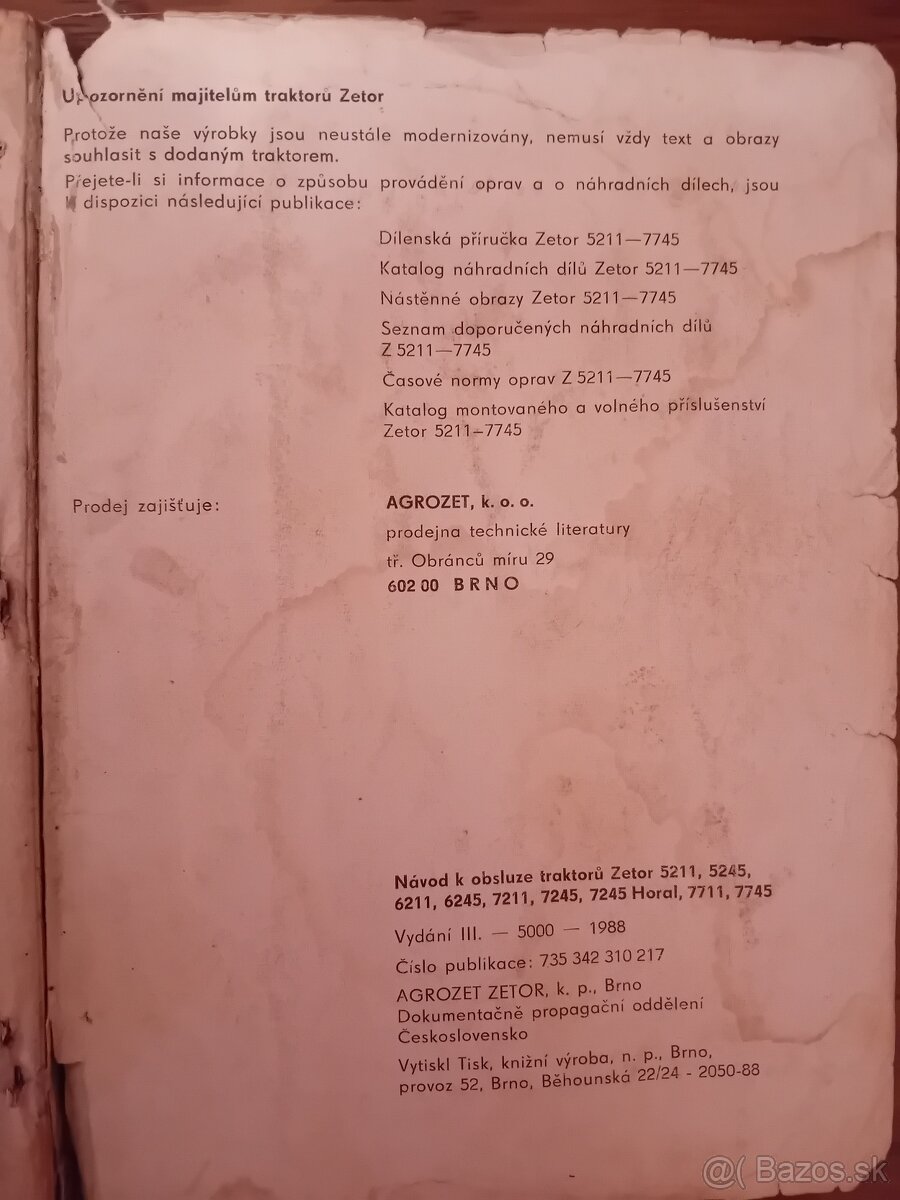 Upozornění majitelům traktorů Zetor
Protože naše výrobky jsou neustále modernizovány, nemusí vždy text a obrazy
souhlasit s dodaným traktorem.
Přejete-li si informace o způsobu provádění oprav a o náhradních dílech, jsou
k dispozici následující publikace:
Dílenská příručka Zetor 5211—7745
Katalog náhradních dílů Zetor 5211—7745
Nástěnné obrazy Zetor 5211—7745
Seznam doporučených náhradních dílů
Z 5211—7745
Časové normy oprav Z 5211—7745
Katalog montovaného a volného příslušenství
Zetor 5211—7745
Prodej zajišťuje: AGROZET, k. o. o.
prodejna technické literatury
tř. Obránců míru 29
602 00 BRNO
Návod k obsluze traktorů Zetor 5211, 5245,
6211, 6245, 7211, 7245, 7245 Horal, 7711, 7745
Vydání III. — 5000 — 1988
Číslo publikace: 735 342 310 217
AGROZET ZETOR, k. p., Brno
Dokumentačně propagační oddělení
Československo
Vytiskl Tisk, knižní výroba, n. p., Brno,
provoz 52, Brno, Běhounská 22/24 - 2050-88
@( Bazos.sk